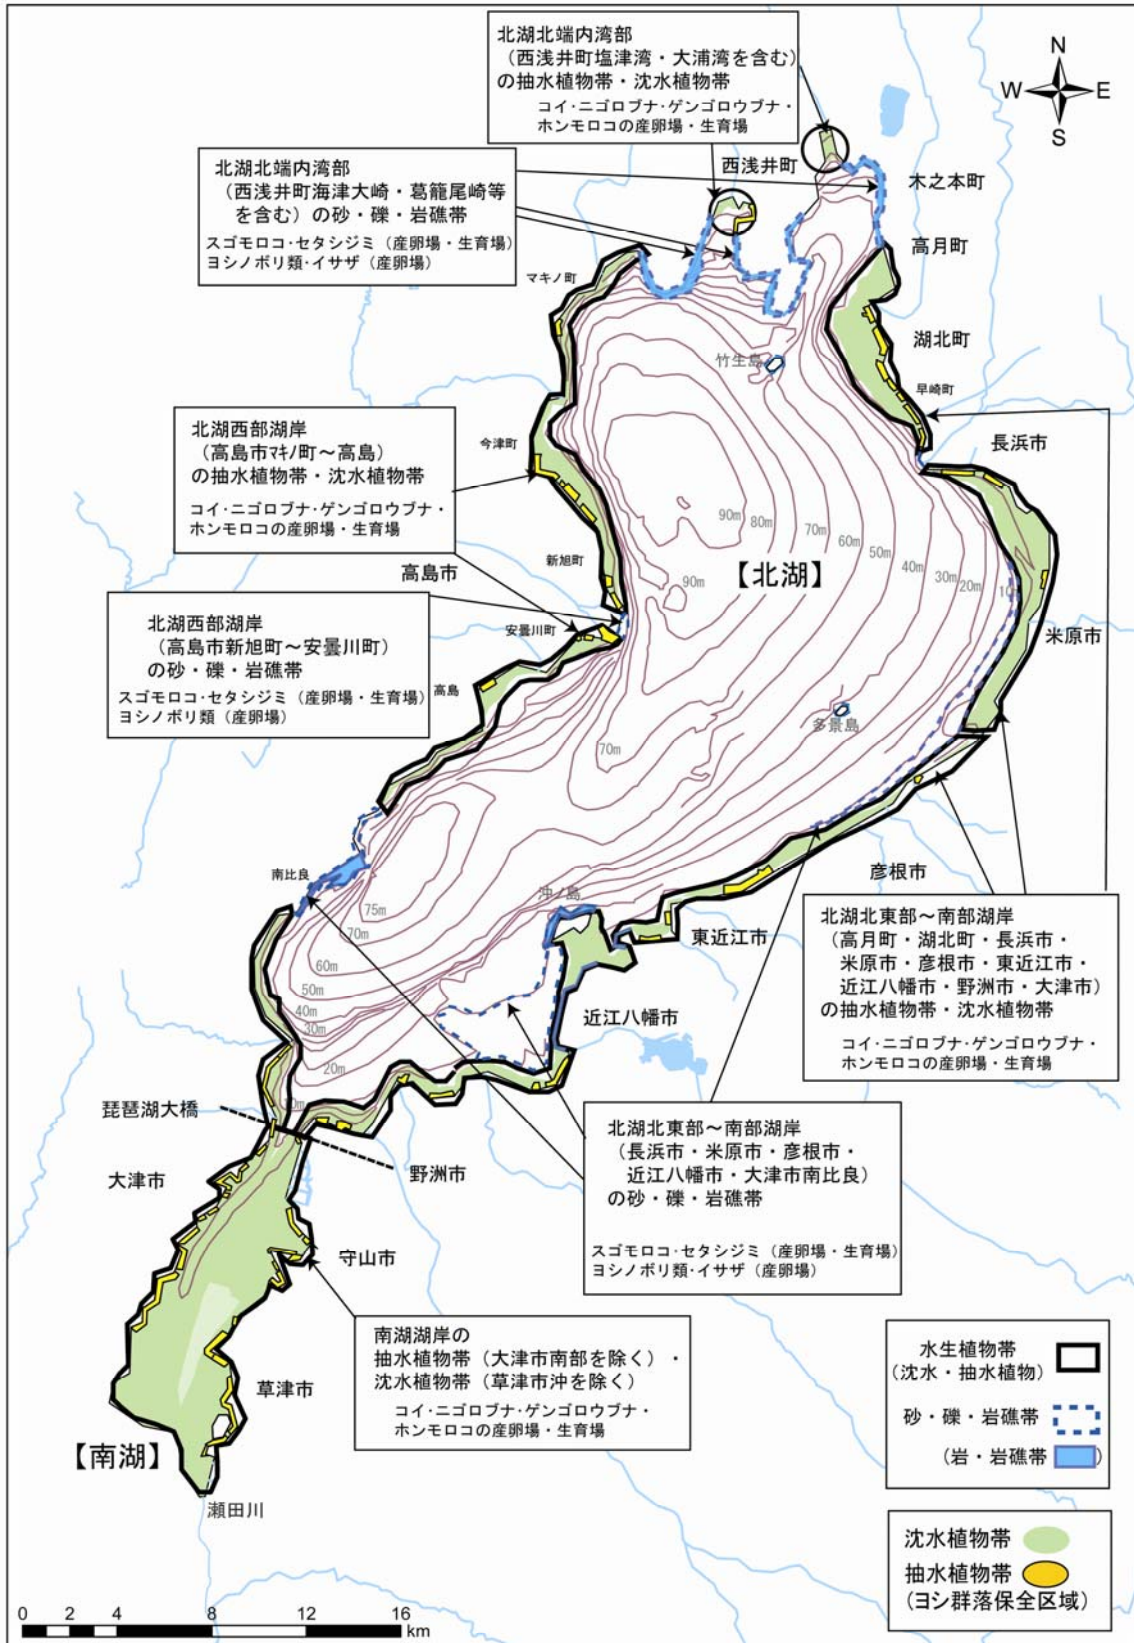 北湖北端内湾部
(西浅井町塩津湾・大浦湾を含む)
の抽水植物帯・沈水植物帯
コイ・ニゴロブナ・ゲンゴロウブナ・
ホンモロコの産卵場・生育場
N
W
E
S
北湖北端内湾部
(西浅井町海津大崎・葛籠尾崎等
を含む)の砂・礫・岩礁帯
スゴモロコ・セタシジミ(産卵場・生育場)
ヨシノボリ類・イサザ(産卵場)
西浅井町
木之本町
高月町
マキノ町
湖北町
竹生島
早崎町
北湖西部湖岸
(高島市マキノ町~高島)
の抽水植物帯・沈水植物帯
コイ・ニゴロブナ・ゲンゴロウブナ・
ホンモロコの産卵場・生育場
今津町
長浜市
90m
80m
70m
60m
50m
40m
30m
20m
10m
新旭町
【北湖】
高島市
90m
北湖西部湖岸
(高島市新旭町~安曇川町)
の砂・礫・岩礁帯
スゴモロコ・セタシジミ(産卵場・生育場)
ヨシノボリ類(産卵場)
安曇川町
米原市
高島
多景島
70m
南比良
彦根市
75m
70m
60m
50m
40m
30m
20m
10m
沖ノ島
東近江市
北湖北東部~南部湖岸
(高月町・湖北町・長浜市・
米原市・彦根市・東近江市・
近江八幡市・野洲市・大津市)
の抽水植物帯・沈水植物帯
コイ・ニゴロブナ・ゲンゴロウブナ・
ホンモロコの産卵場・生育場
近江八幡市
琵琶湖大橋
北湖北東部~南部湖岸
(長浜市・米原市・彦根市・
近江八幡市・大津市南比良)
の砂・礫・岩礁帯
スゴモロコ・セタシジミ(産卵場・生育場)
ヨシノボリ類・イサザ(産卵場)
大津市
野洲市
守山市
南湖湖岸の
抽水植物帯(大津市南部を除く)・
沈水植物帯(草津市沖を除く)
コイ・ニゴロブナ・ゲンゴロウブナ・
ホンモロコの産卵場・生育場
草津市
【南湖】
瀬田川
水生植物帯
(沈水・抽水植物)
砂・礫・岩礁帯
(岩・岩礁帯 )
沈水植物帯
抽水植物帯
(ヨシ群落保全区域)
0 2 4 8 12 16
km